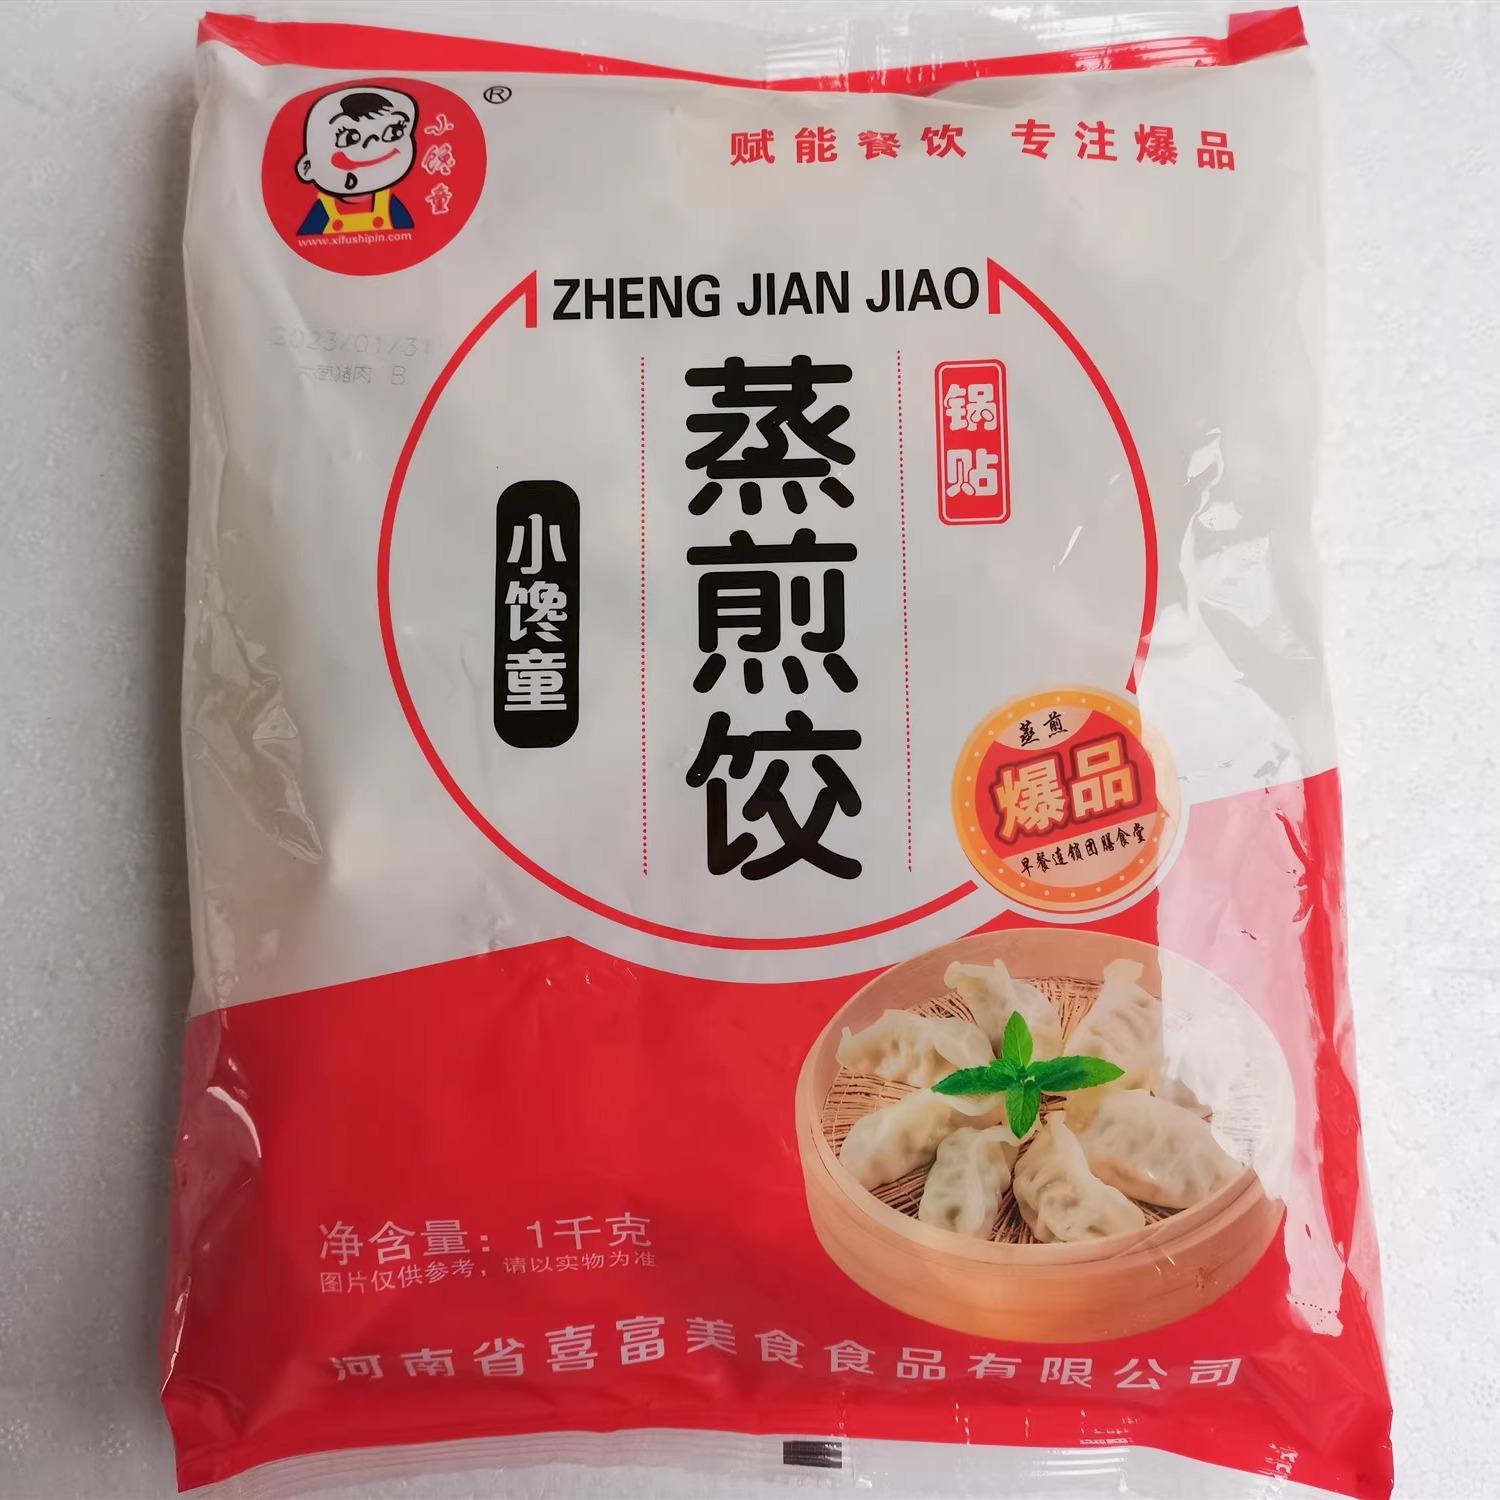 小馋童
www.xifushipin.com
®
赋能餐饮 专注爆品
ZHENG JIAN JIAO
2023/01/31
猪肉 B
蒸煎饺
锅贴
小馋童
蒸煎
爆品
早餐连锁团膳食堂
净含量：1千克
图片仅供参考，请以实物为准
河南省喜富美食食品有限公司